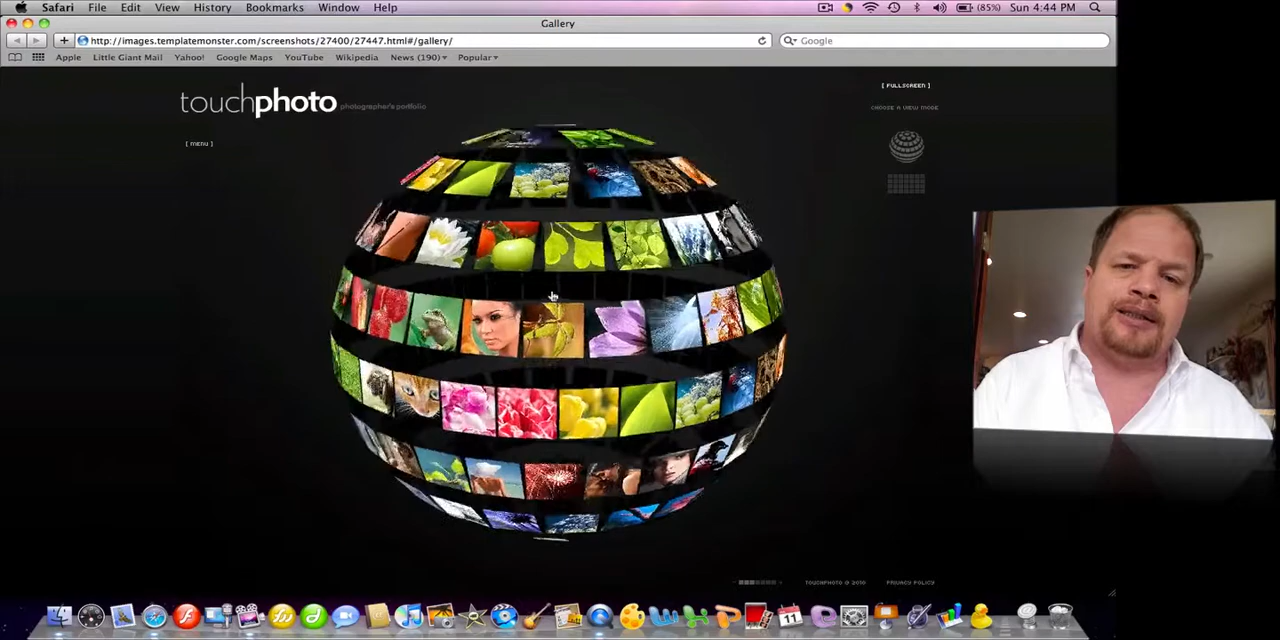 Safari File Edit View History Bookmarks Window Help (85%) Sun 4:44 PM
Gallery
http://images.templatemonster.com/screenshots/27400/27447.html#/gallery/
Google
Apple Little Giant Mail Yahoo! Google Maps YouTube Wikipedia News (190) Popular
[ FULLSCREEN ]
touchphoto photographer's portfolio
CHOOSE A VIEW MODE
[ MENU ]
TOUCHPHOTO © 2010 PRIVACY POLICY
11